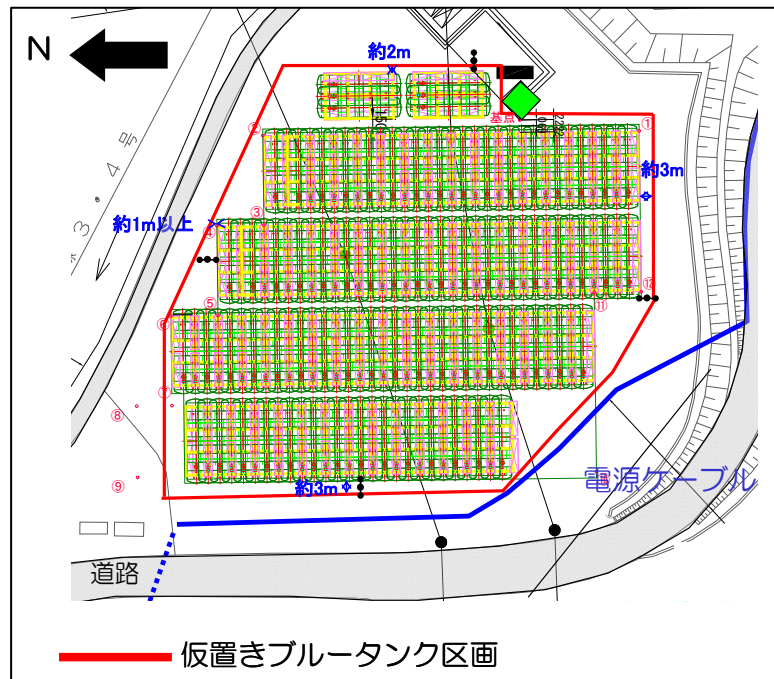 N
約2m
3・4号
基点
②
①
約3m
③
約1m以上
⑤
⑥
⑫
⑪
⑦
⑧
⑨
約3m
電源ケーブル
道路
仮置きブルータンク区画